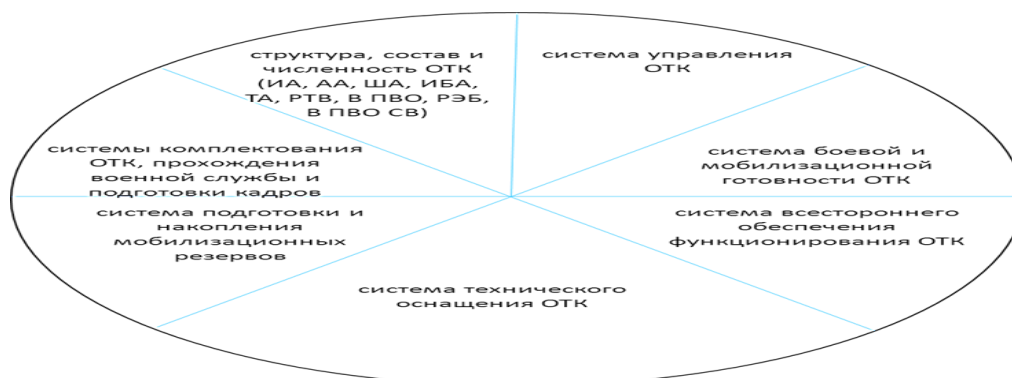 структура, состав и
численность ОТК
(ИА, АА, ША, ИБА,
ТА, РТВ, В ПВО, РЭБ,
В ПВО СВ)
система управления
ОТК
системы комплектования
ОТК, прохождения
военной службы и
подготовки кадров
система боевой и
мобилизационной
готовности ОТК
система подготовки и
накопления
мобилизационных
резервов
система всестороннего
обеспечения
функционирования ОТК
система технического
оснащения ОТК